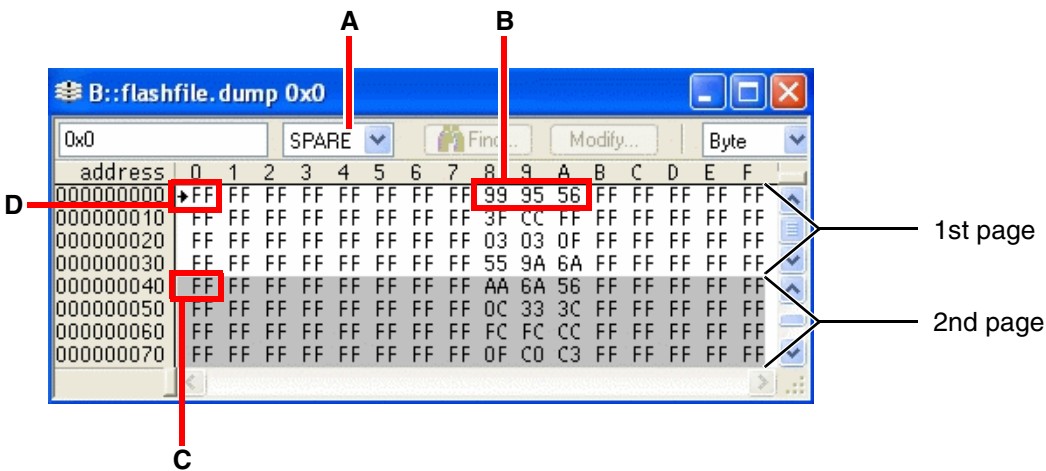 A B
B::flashfile.dump 0x0
0x0 SPARE Find... Modify... Byte
address 0 1 2 3 4 5 6 7 8 9 A B C D E F
D
000000000 FF FF FF FF FF FF FF FF 99 95 56 FF FF FF FF FF
000000010 FF FF FF FF FF FF FF FF 3F CC FF FF FF FF FF FF
1st page
000000020 FF FF FF FF FF FF FF FF 03 03 0F FF FF FF FF FF
000000030 FF FF FF FF FF FF FF FF 55 9A 6A FF FF FF FF FF
000000040 FF FF FF FF FF FF FF FF AA 6A 56 FF FF FF FF FF
000000050 FF FF FF FF FF FF FF FF 0C 33 3C FF FF FF FF FF
2nd page
000000060 FF FF FF FF FF FF FF FF FC FC CC FF FF FF FF FF
000000070 FF FF FF FF FF FF FF FF 0F C0 C3 FF FF FF FF FF
C